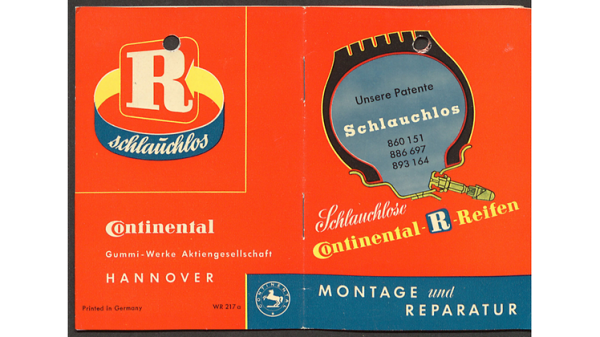 R
schlauchlos
Continental
Gummi-Werke Aktiengesellschaft
HANNOVER
Printed in Germany
WB 217 a
Unsere Patente
Schlauchlos
860 151
886 697
893 164
Schlauchlose
Continental-R-Reifen
CONTINENTAL
MONTAGE und
REPARATUR